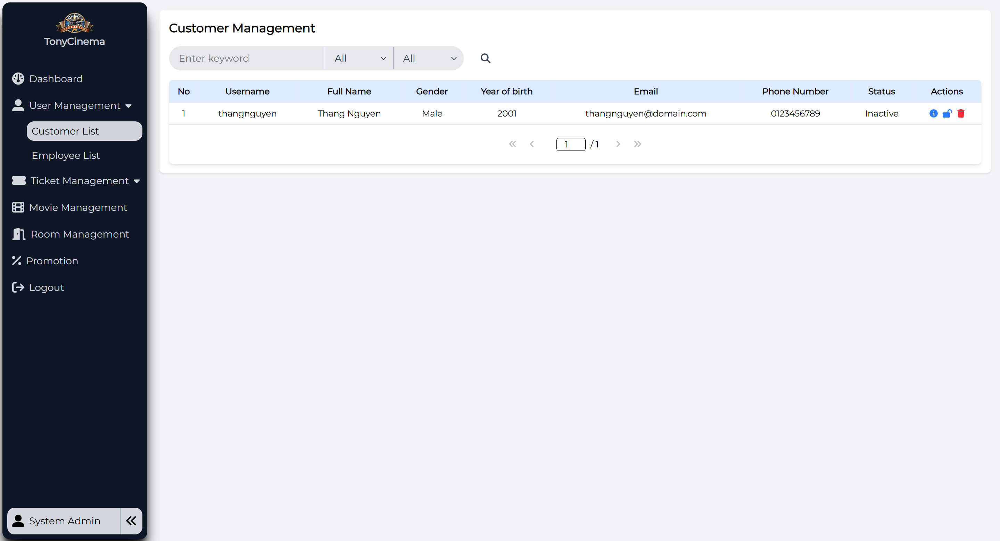 TonyCinema
Dashboard
User Management
Customer List
Employee List
Ticket Management
Movie Management
Room Management
Promotion
Logout
System Admin
Customer Management
Enter keyword All All
No Username Full Name Gender Year of birth Email Phone Number Status Actions
1 thangnguyen Thang Nguyen Male 2001 thangnguyen@domain.com 0123456789 Inactive
1 / 1